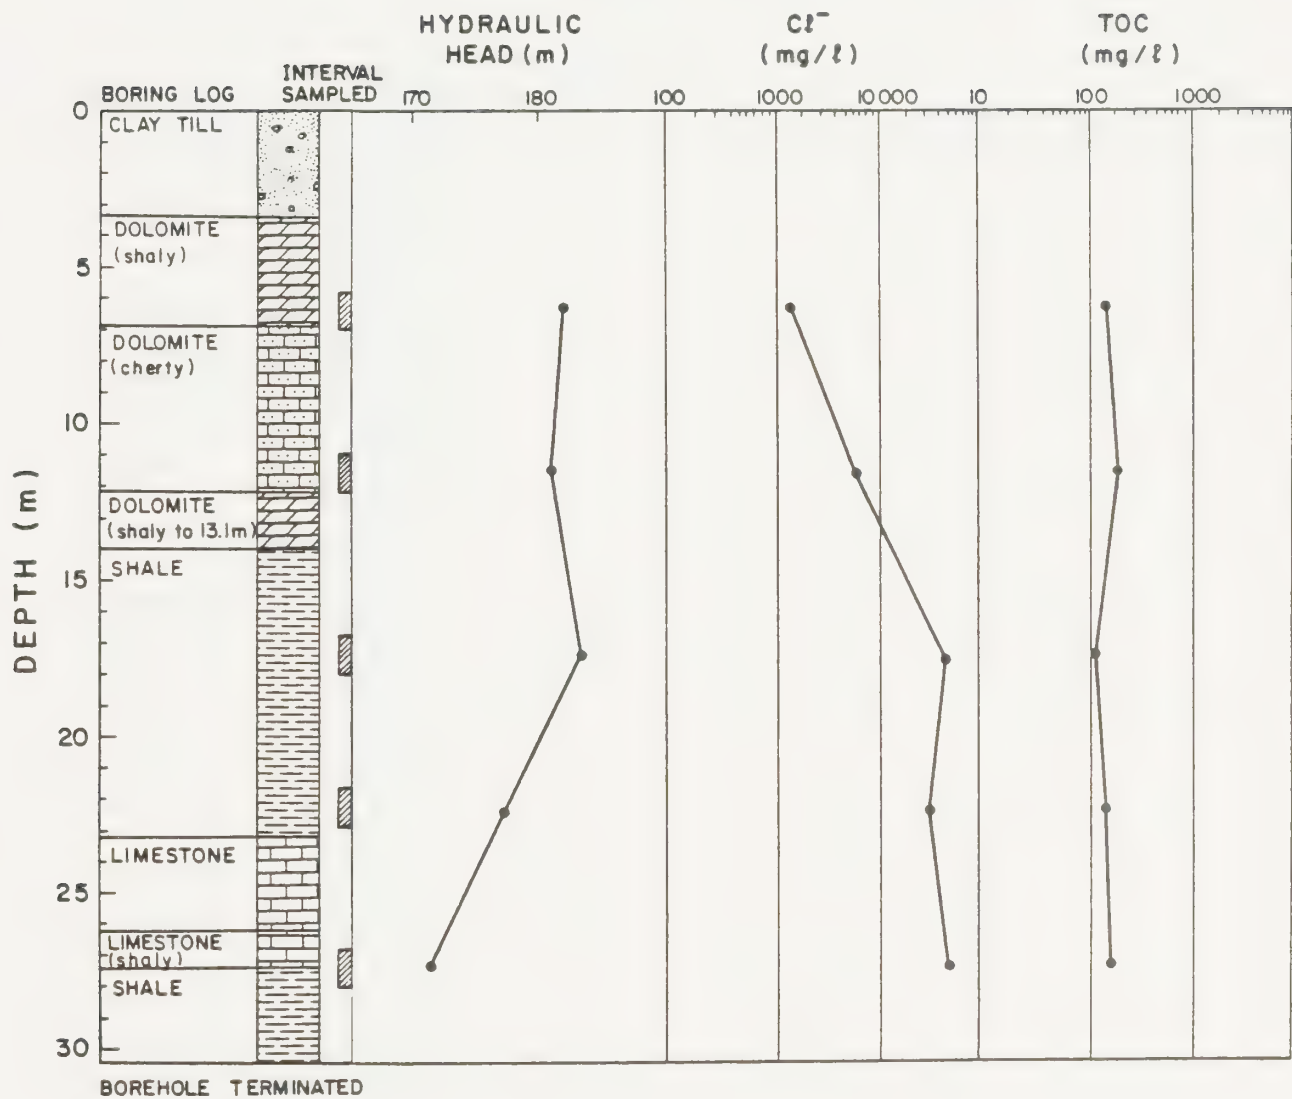 HYDRAULIC
HEAD (m)
Cℓ⁻
(mg/ℓ)
TOC
(mg/ℓ)
BORING LOG
INTERVAL
SAMPLED
170 180 100 1000 10000 10 100 1000
DEPTH (m)
0
5
10
15
20
25
30
CLAY TILL
DOLOMITE
(shaly)
DOLOMITE
(cherty)
DOLOMITE
(shaly to 13.1m)
SHALE
LIMESTONE
LIMESTONE
(shaly)
SHALE
BOREHOLE TERMINATED